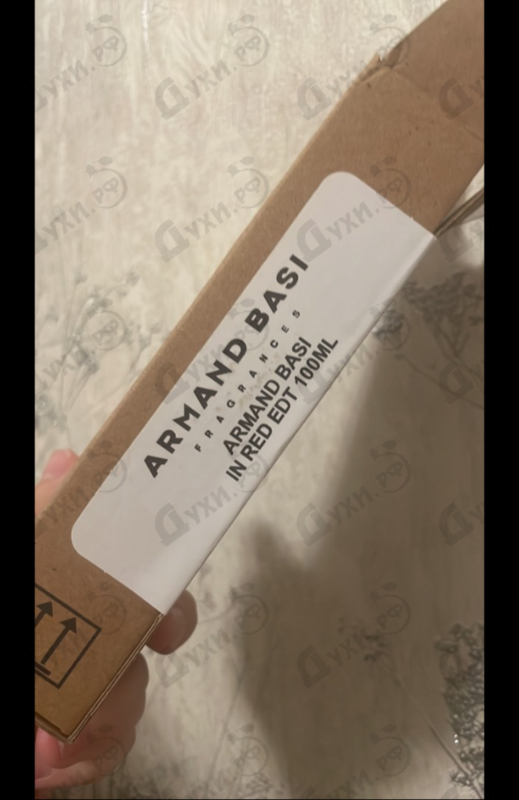 ARMAND BASI
FRAGRANCES
ARMAND BASI
IN RED EDT 100ML
Духи.рф